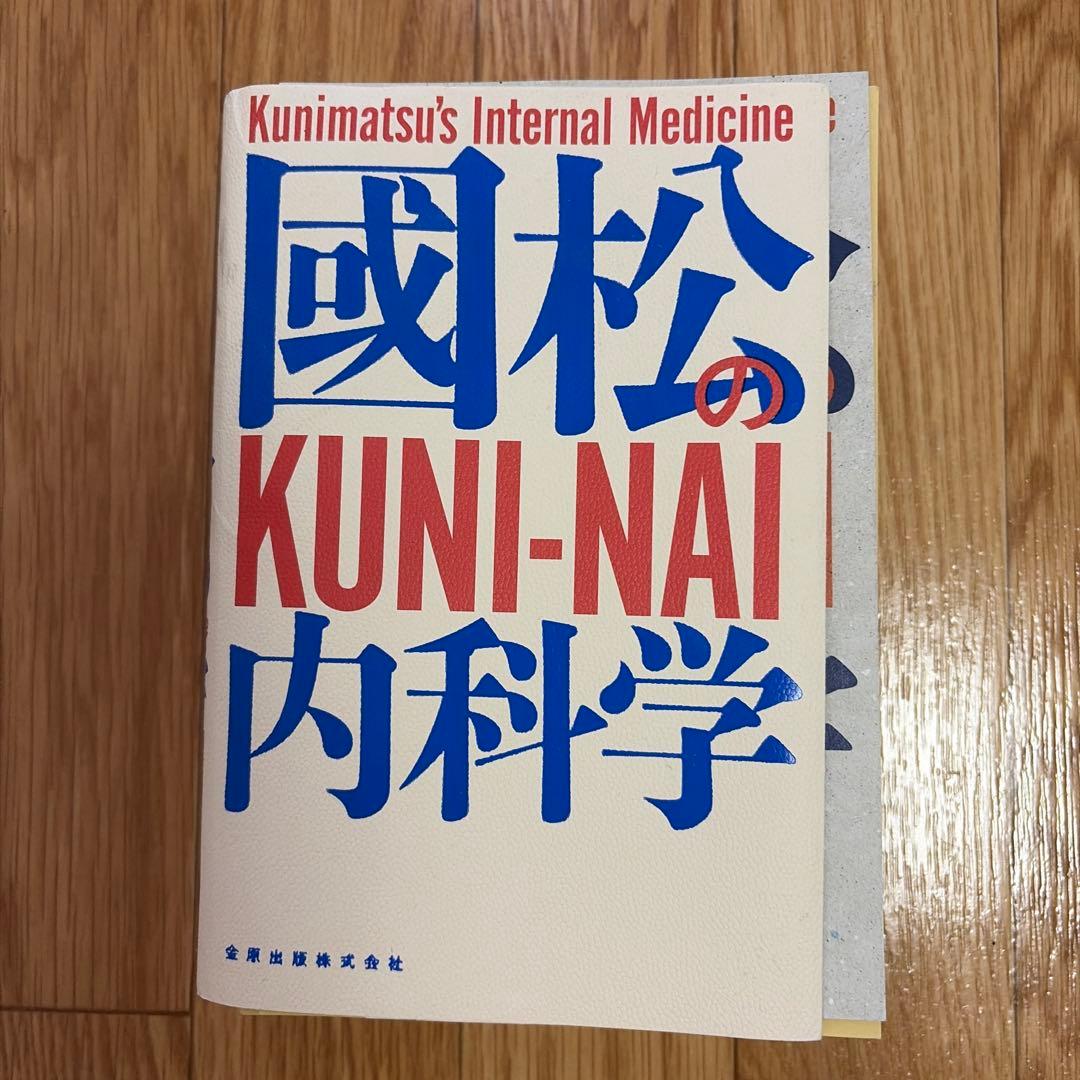 Kunimatsu's Internal Medicine
國松の
KUNI-NAI
内科学
金原出版株式会社